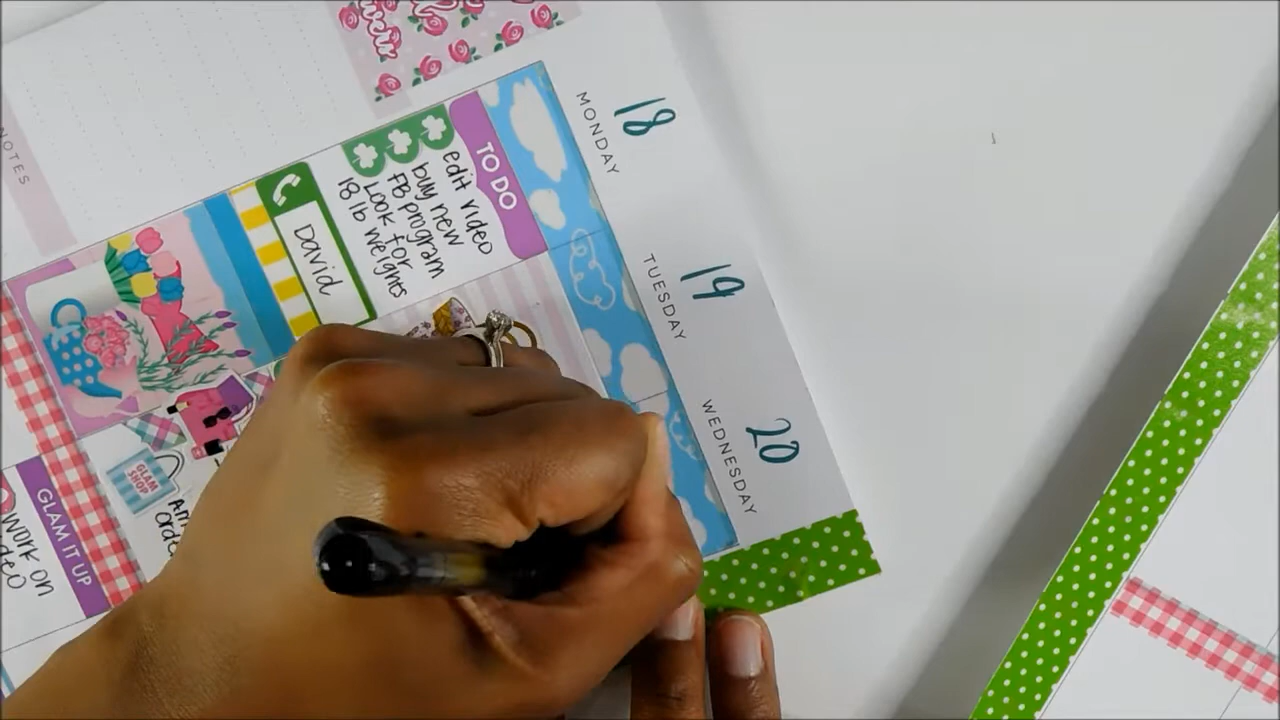 NOTES
MONDAY
18
TO DO
edit video
buy new
FB program
Look for
18 lb weights
David
TUESDAY
19
WEDNESDAY
20
GLAM
SHOP
GLAM IT UP
Work on